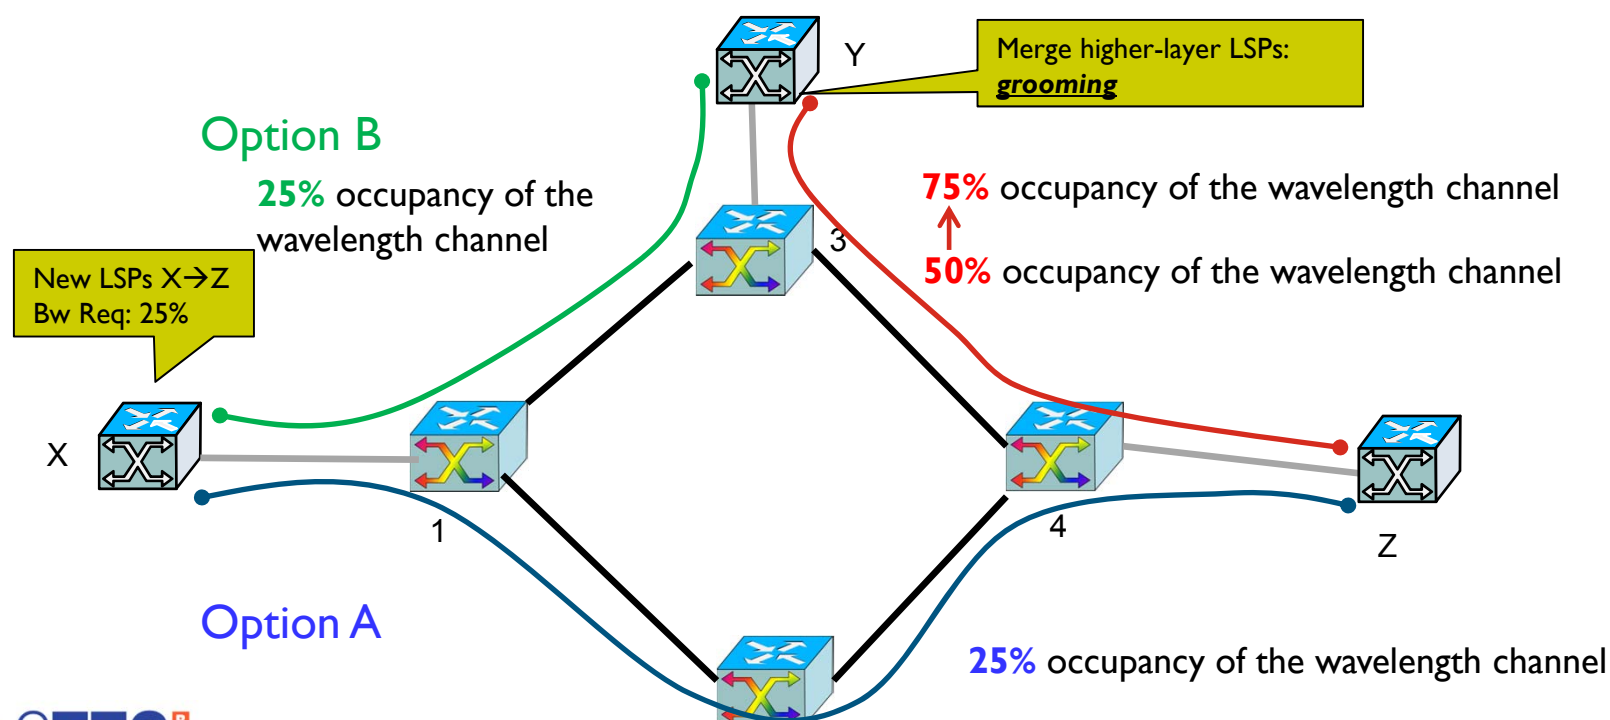 Y
Merge higher-layer LSPs:
grooming
Option B
25% occupancy of the
wavelength channel
75% occupancy of the wavelength channel
50% occupancy of the wavelength channel
3
New LSPs X→Z
Bw Req: 25%
X
1
4
Z
Option A
25% occupancy of the wavelength channel